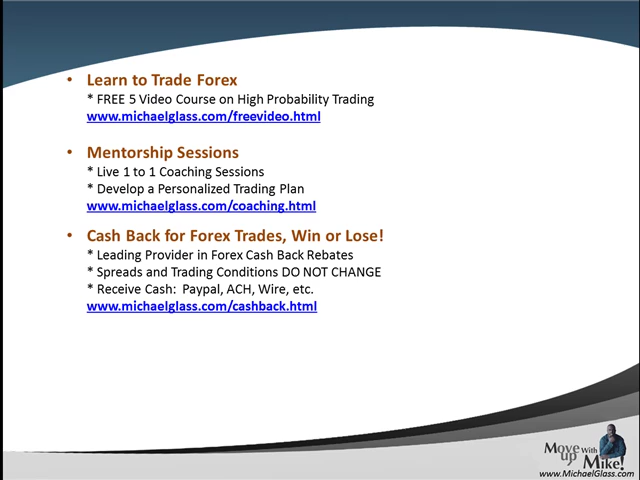 • Learn to Trade Forex
* FREE 5 Video Course on High Probability Trading
www.michaelglass.com/freevideo.html
• Mentorship Sessions
* Live 1 to 1 Coaching Sessions
* Develop a Personalized Trading Plan
www.michaelglass.com/coaching.html
• Cash Back for Forex Trades, Win or Lose!
* Leading Provider in Forex Cash Back Rebates
* Spreads and Trading Conditions DO NOT CHANGE
* Receive Cash: Paypal, ACH, Wire, etc.
www.michaelglass.com/cashback.html
Move up With Mike!
www.MichaelGlass.com